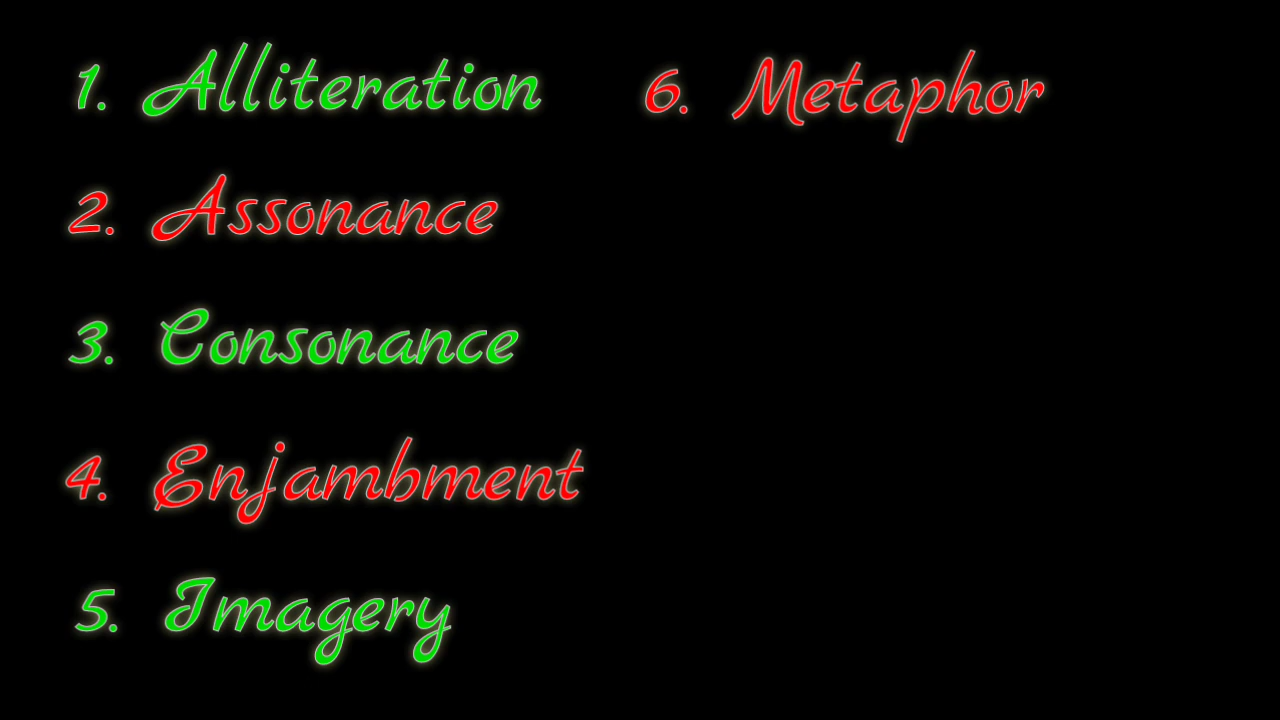 1. Alliteration
2. Assonance
3. Consonance
4. Enjambment
5. Imagery
6. Metaphor